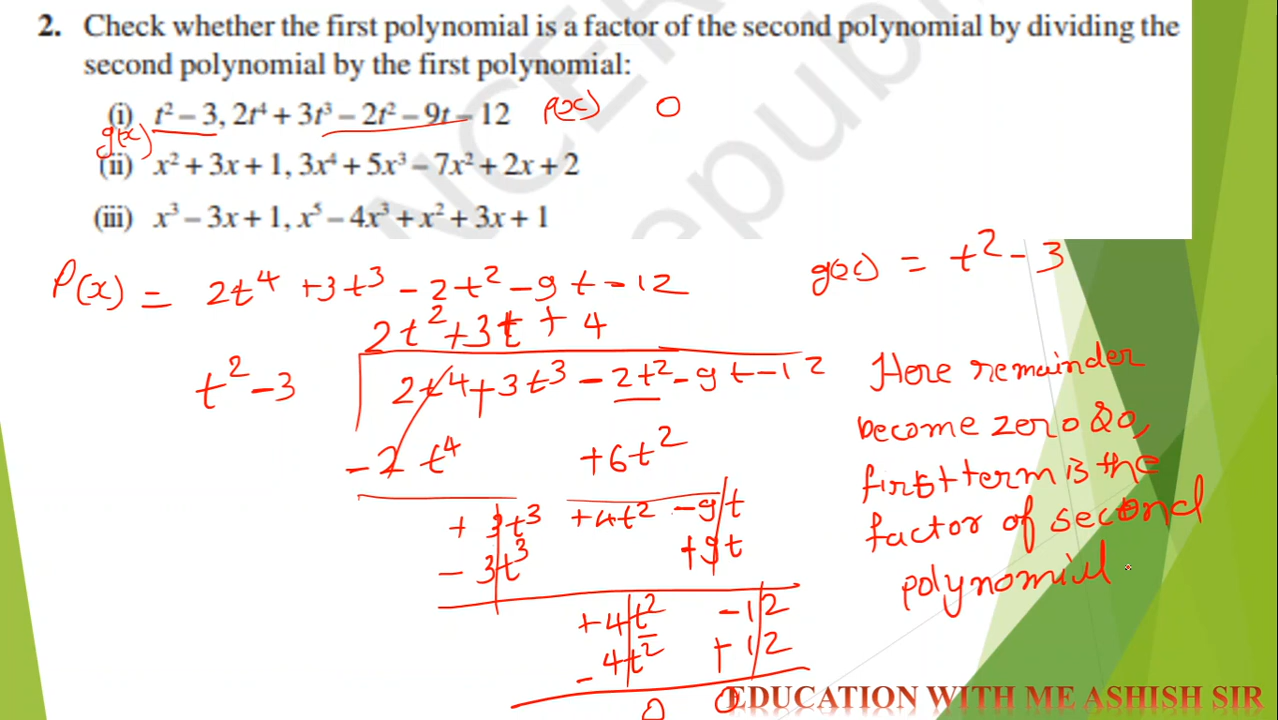 2. Check whether the first polynomial is a factor of the second polynomial by dividing the
second polynomial by the first polynomial:
(i) t² – 3, 2t⁴ + 3t³ – 2t² – 9t – 12 p(x) 0
g(x)
(ii) x² + 3x + 1, 3x⁴ + 5x³ – 7x² + 2x + 2
(iii) x³ – 3x + 1, x⁵ – 4x³ + x² + 3x + 1
P(x) = 2t⁴ + 3t³ - 2t² - 9t - 12
g(x) = t² - 3
2t² + 3t + 4
t² - 3 2t⁴ + 3t³ - 2t² - 9t - 12
- 2t⁴ + 6t²
+ 3t³ + 4t² - 9t
- 3t³ + 9t
+ 4t² - 12
- 4t² + 12
0 0
Here remainder
become zero so,
first term is the
factor of second
polynomial
EDUCATION WITH ME ASHISH SIR